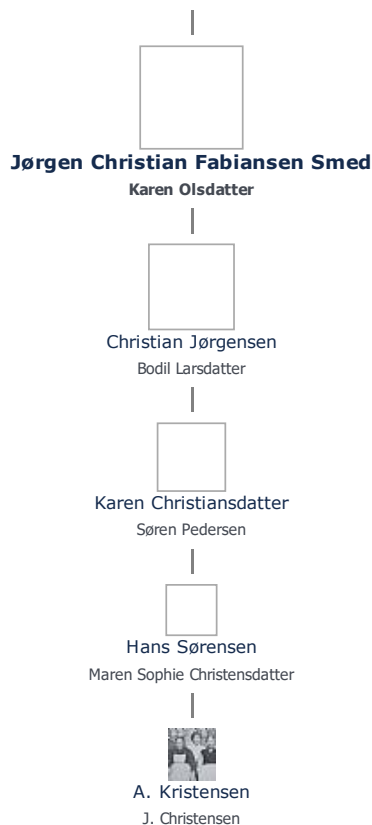 Jørgen Christian Fabiansen Smed
Karen Olsdatter
Christian Jørgensen
Bodil Larsdatter
Karen Christiansdatter
Søren Pedersen
Hans Sørensen
Maren Sophie Christensdatter
A. Kristensen
J. Christensen